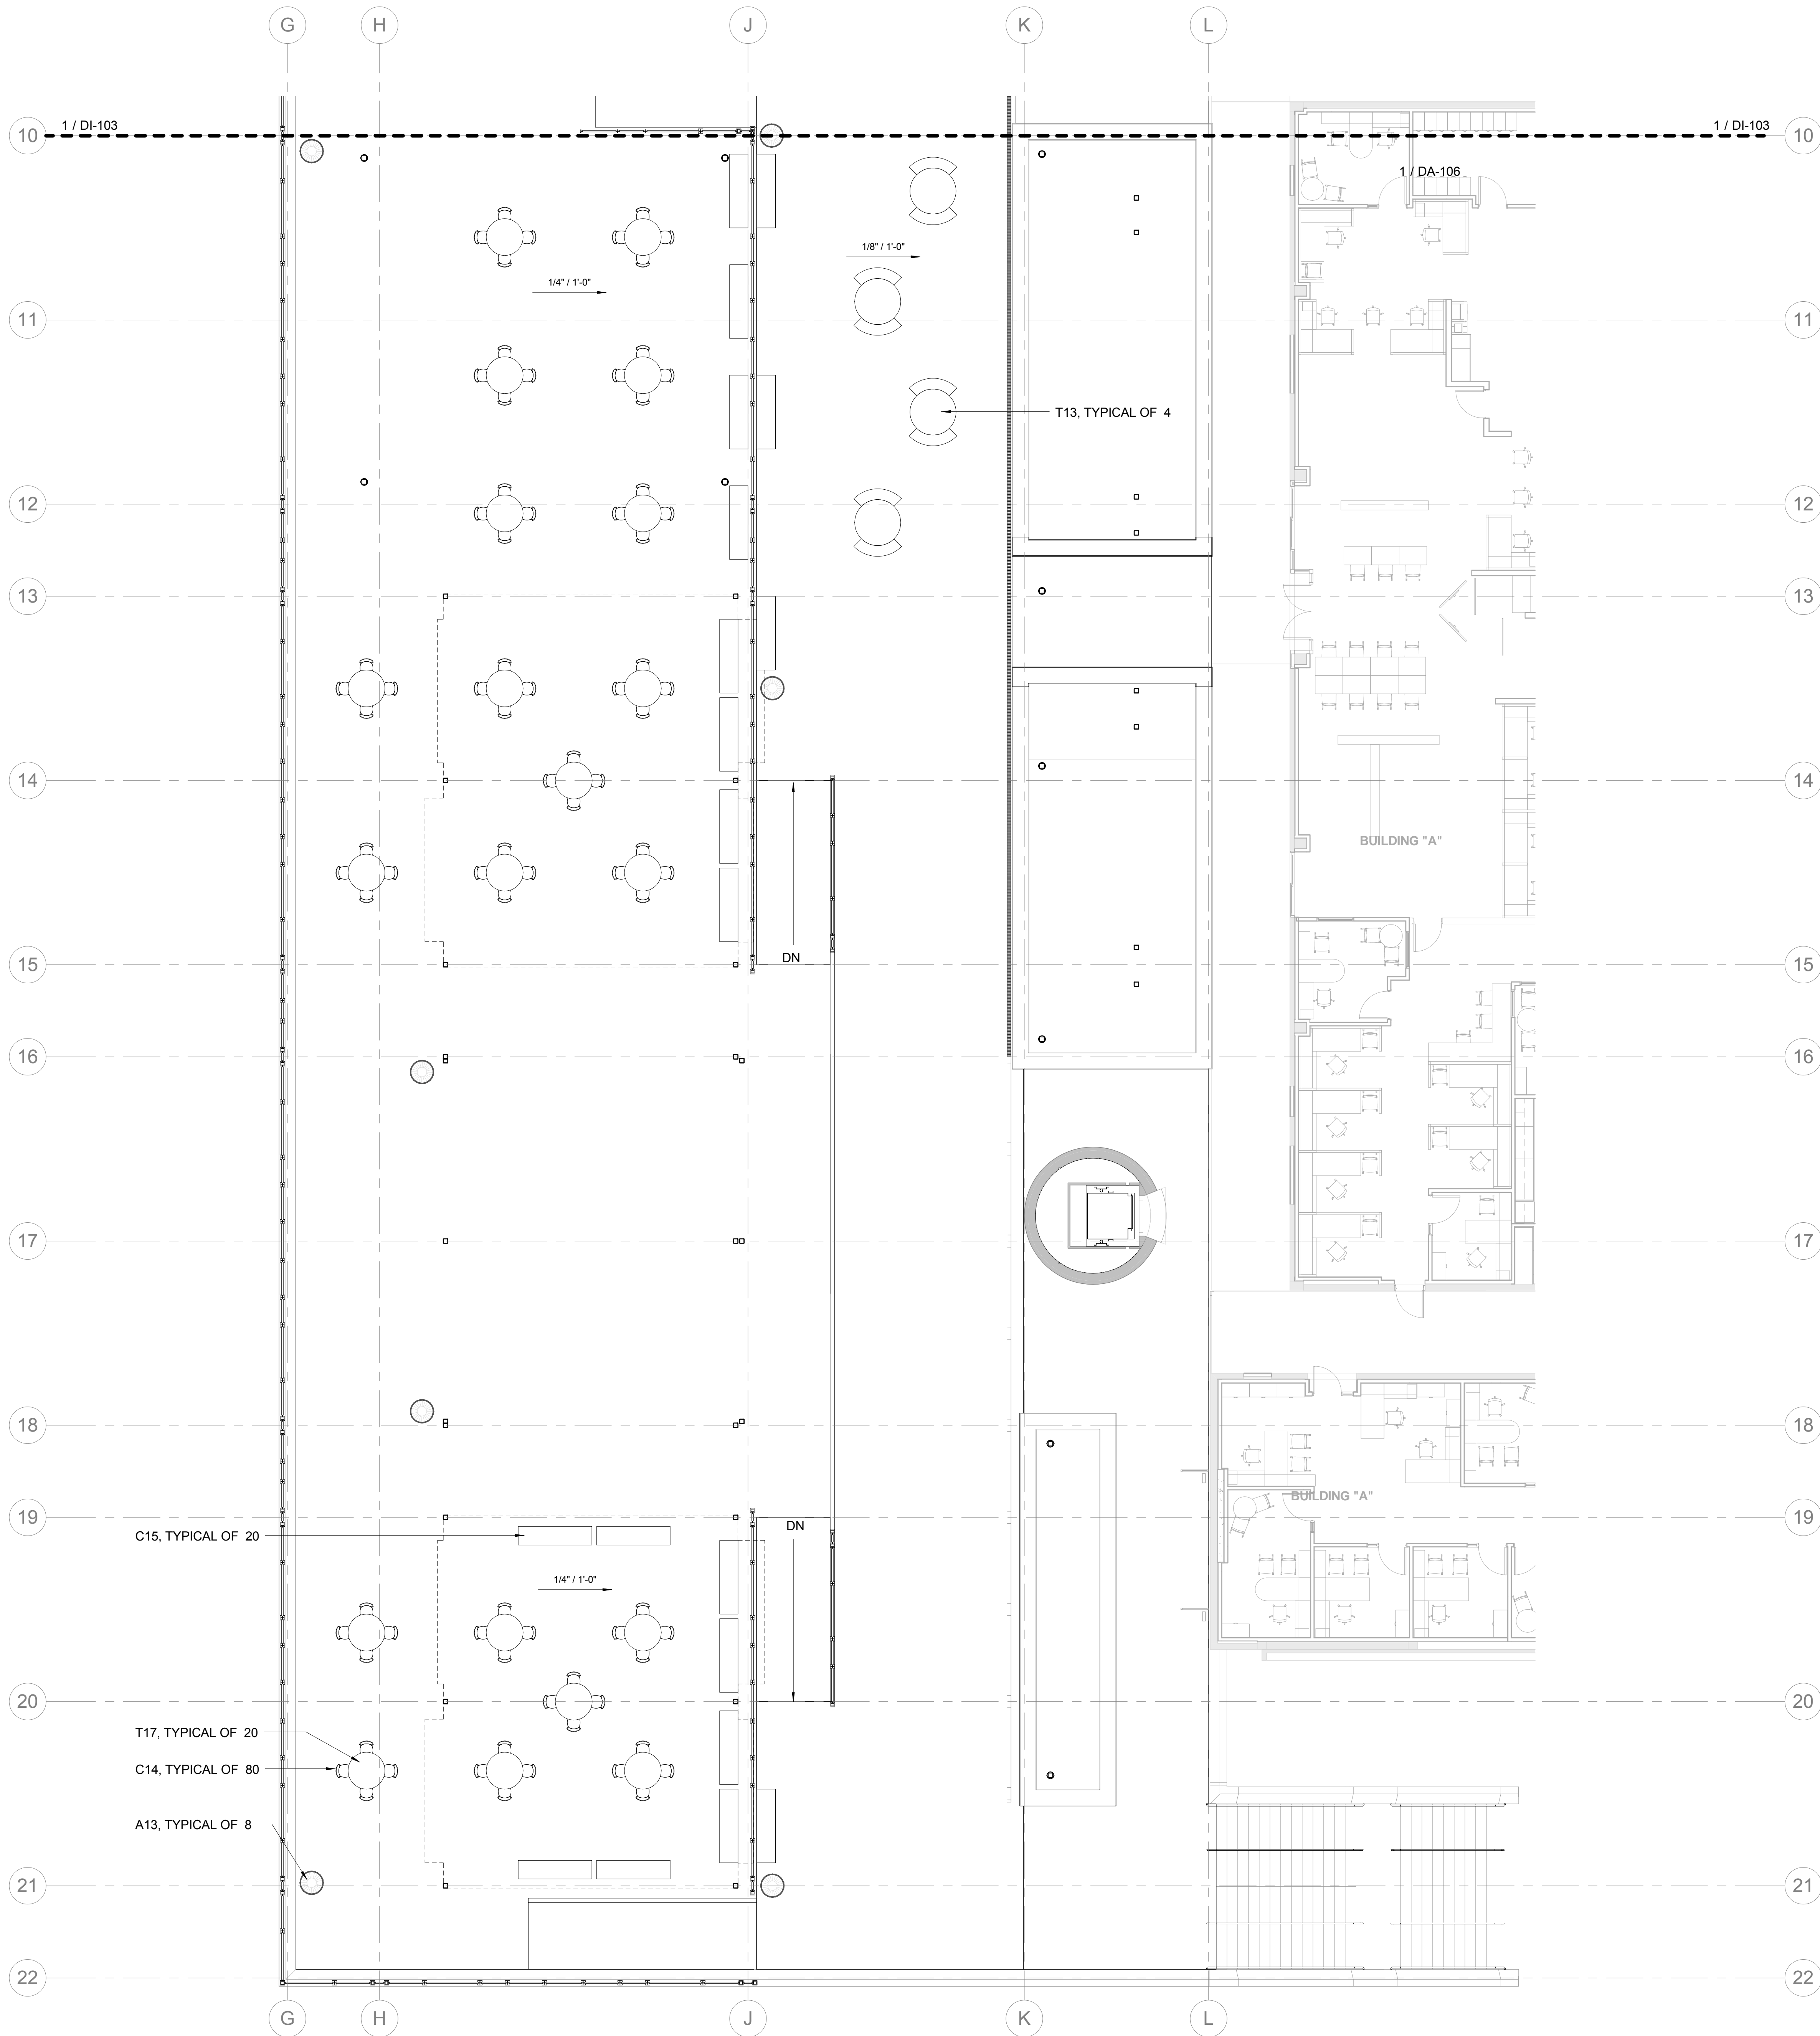 G H J K L
10 1 / DI-103 1 / DI-103 10
1 / DA-106
1/8" / 1'-0"
1/4" / 1'-0"
11 11
T13, TYPICAL OF 4
12 12
13 13
14 14
BUILDING "A"
DN
15 15
16 16
17 17
18 18
BUILDING "A"
19 19
DN
C15, TYPICAL OF 20
1/4" / 1'-0"
20 20
T17, TYPICAL OF 20
C14, TYPICAL OF 80
A13, TYPICAL OF 8
21 21
22 22
G H J K L